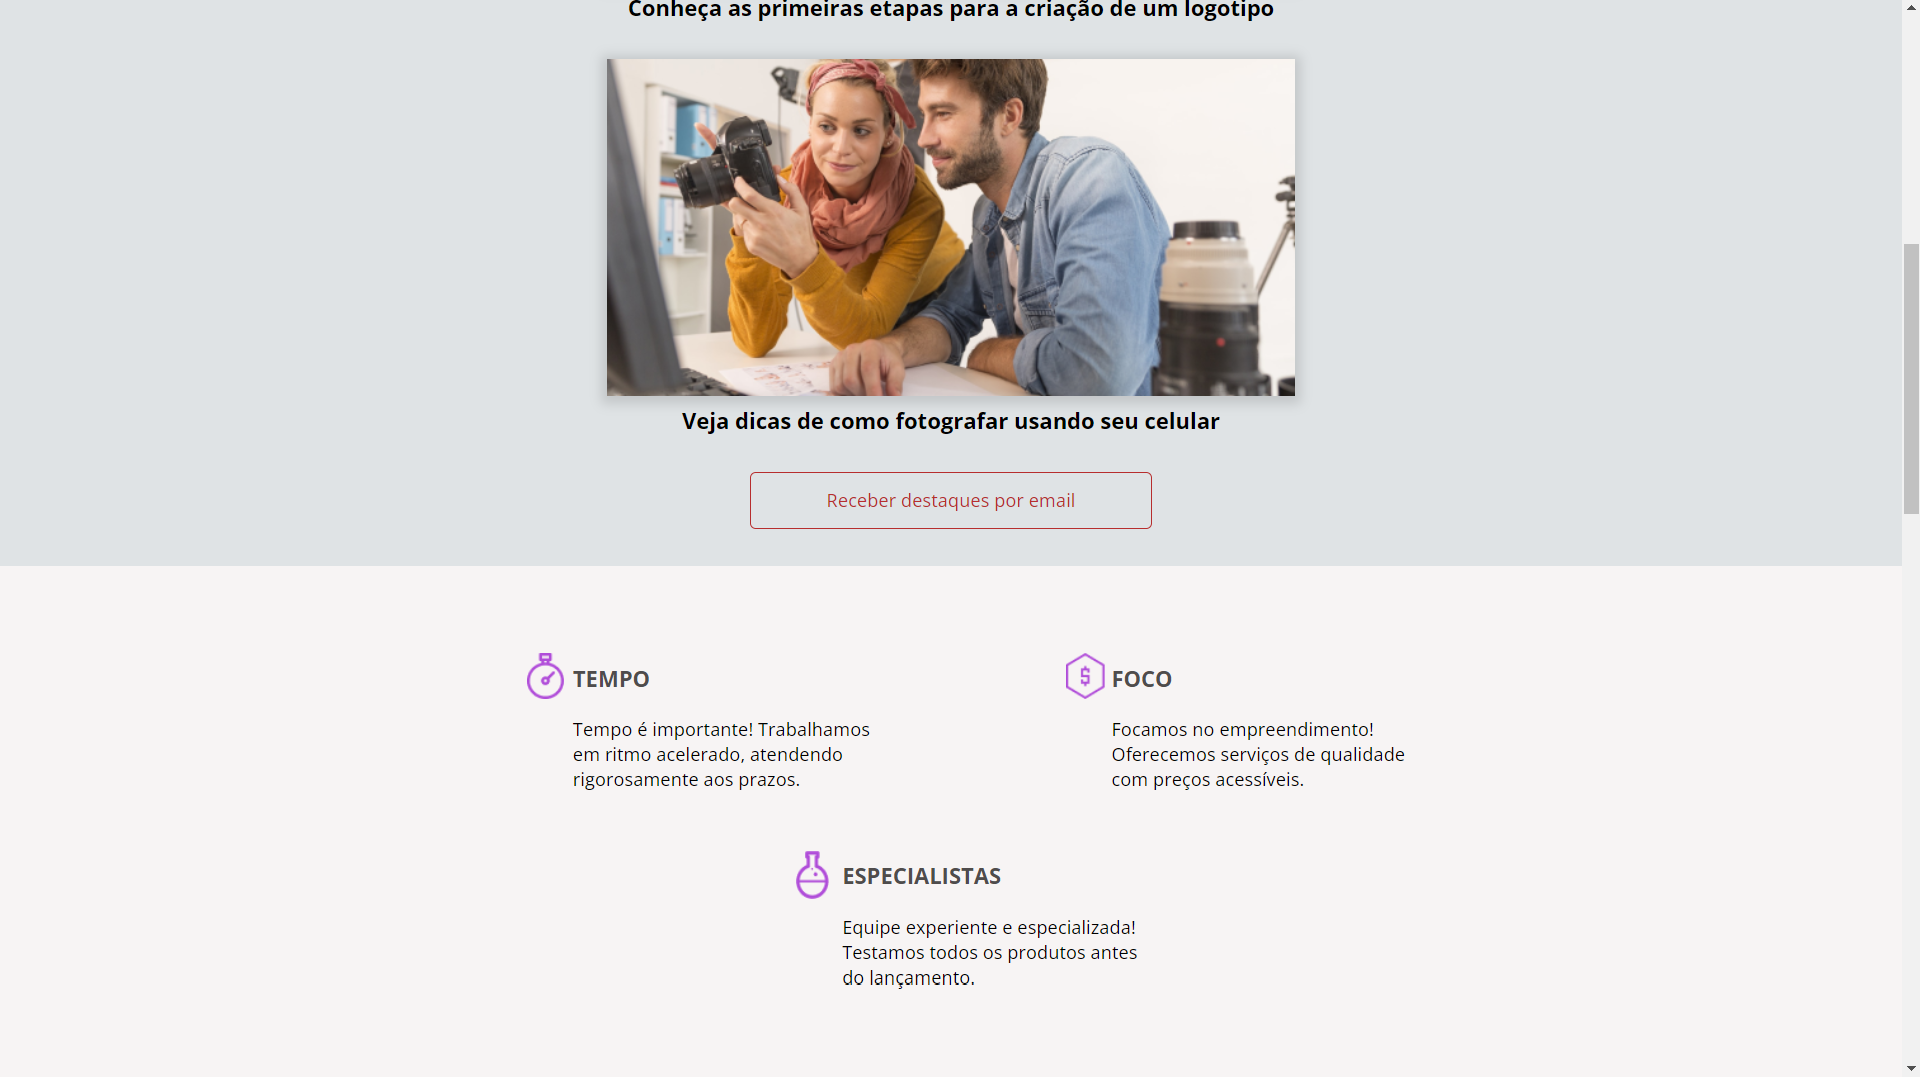 Conheça as primeiras etapas para a criação de um logotipo
Veja dicas de como fotografar usando seu celular
Receber destaques por email
TEMPO
Tempo é importante! Trabalhamos
em ritmo acelerado, atendendo
rigorosamente aos prazos.
FOCO
Focamos no empreendimento!
Oferecemos serviços de qualidade
com preços acessíveis.
ESPECIALISTAS
Equipe experiente e especializada!
Testamos todos os produtos antes
do lançamento.